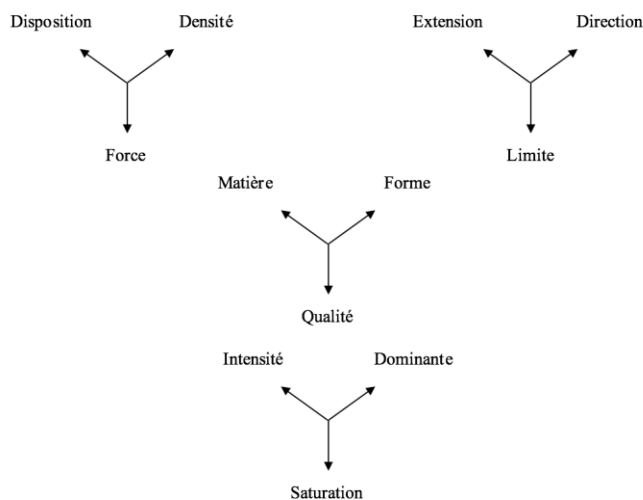 Disposition Densité Extension Direction
Force Limite
Matière Forme
Qualité
Intensité Dominante
Saturation